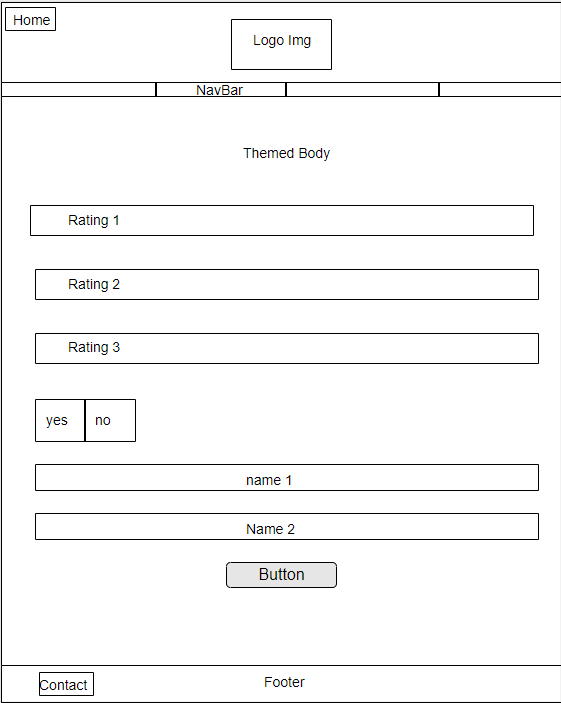 Home
Logo Img
NavBar
Themed Body
Rating 1
Rating 2
Rating 3
yes
no
name 1
Name 2
Button
Contact
Footer